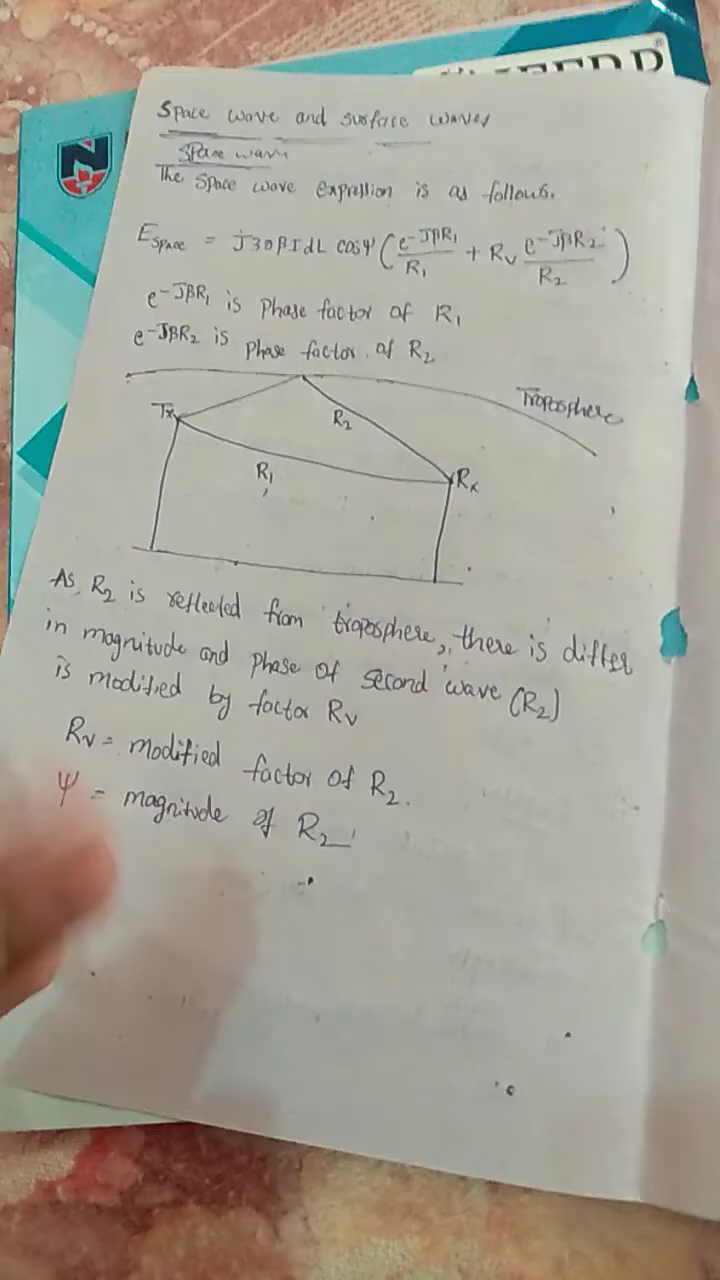 Space wave and surface waves
Space wave
The Space wave expression is as follows.
E_Space = j30βIdL cosΨ (e^-JβR₁/R₁ + Rᵥ e^-JβR₂/R₂)
e^-JβR₁ is Phase factor of R₁
e^-JβR₂ is Phase factor of R₂
Troposphere
Tx
R₂
R₁
Rx
As R₂ is reflected from troposphere, there is differ
in magnitude and phase of second wave (R₂)
is modified by factor Rᵥ
Rᵥ = modified factor of R₂.
Ψ = magnitude of R₂
N